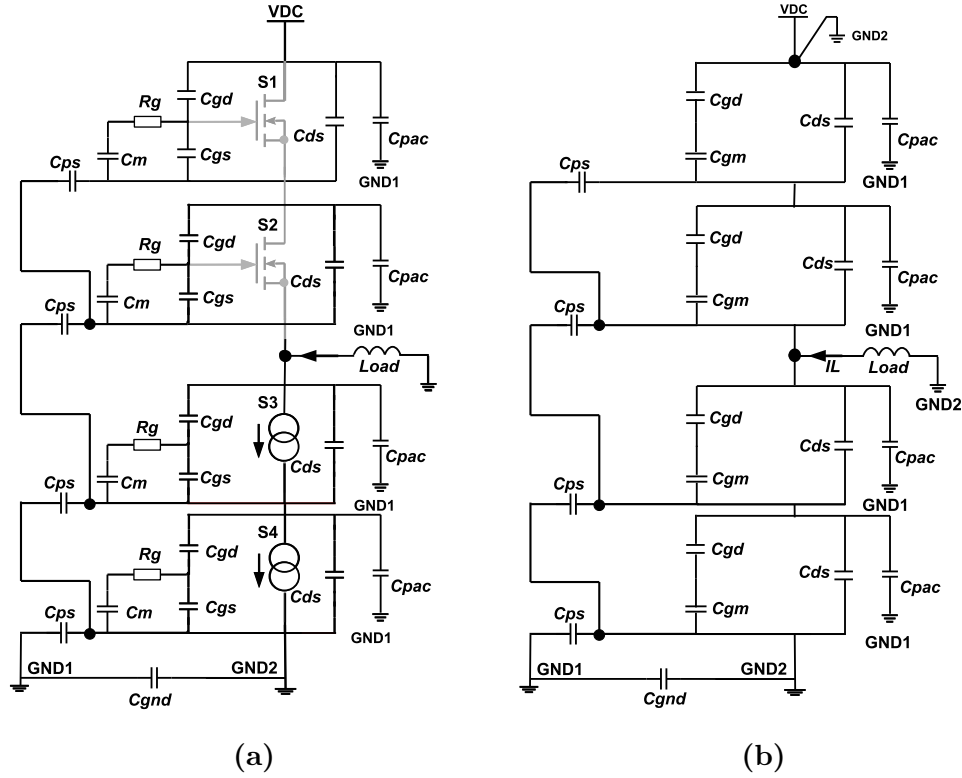 VDC
S1
Cgd
Rg
Cds
Cgs
Cm
Cpac
Cps
GND1
S2
Rg
Cgd
Cds
Cpac
Cm
Cgs
Cps
GND1
Load
S3
Rg
Cgd
Cds
Cpac
Cm
Cgs
Cps
GND1
S4
Rg
Cgd
Cds
Cpac
Cm
Cgs
Cps
GND1
GND1
GND2
Cgnd
(a)
VDC
GND2
Cgd
Cds
Cpac
Cgm
Cps
GND1
Cgd
Cds
Cpac
Cgm
Cps
GND1
IL
Load
GND2
Cgd
Cds
Cpac
Cgm
Cps
GND1
Cgd
Cds
Cpac
Cgm
Cps
GND1
GND1
GND2
Cgnd
(b)